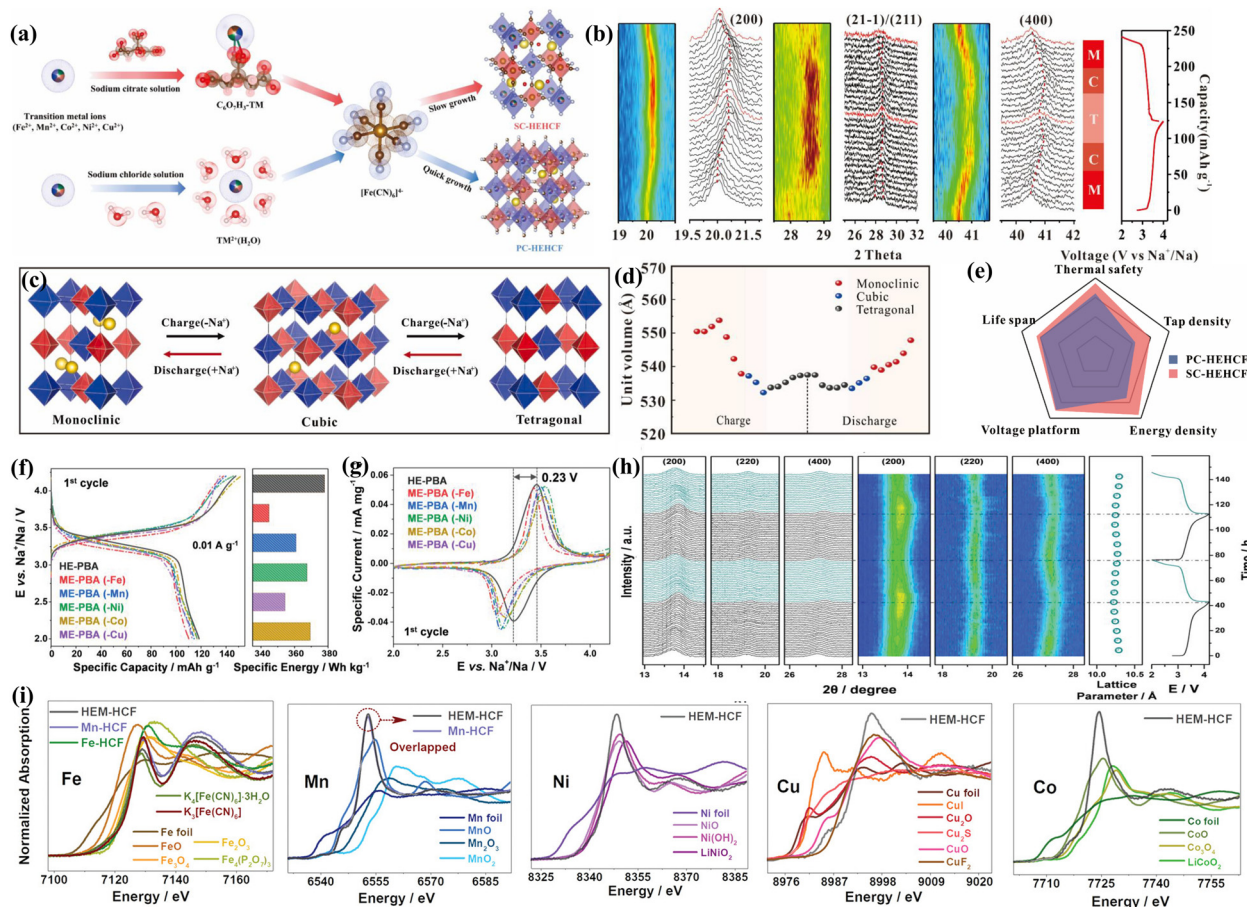 (a)
Sodium citrate solution
Transition metal ions
(Fe²⁺, Mn²⁺, Co²⁺, Ni²⁺, Cu²⁺)
C₆O₇H₅-TM
Sodium chloride solution
TM²⁺(H₂O)
[Fe(CN)₆]⁴⁻
Slow growth
SC-HEHCF
Quick growth
PC-HEHCF
(b)
(200)
(21-1)/(211)
(400)
19 20
19.5 20.0 21.5
28 29
25 26 28 30 32
40 41
40 41 42
2 Theta
M
C
T
C
M
250
200
150
100
50
0
Capacity(mAh g⁻¹)
2 3 4
Voltage (V vs Na⁺/Na)
(c)
Charge(-Na⁺)
Discharge(+Na⁺)
Charge(-Na⁺)
Discharge(+Na⁺)
Monoclinic
Cubic
Tetragonal
(d)
Unit volume (Å)
570
560
550
540
530
520
Monoclinic
Cubic
Tetragonal
Charge
Discharge
(e)
Thermal safety
Tap density
Energy density
Voltage platform
Life span
PC-HEHCF
SC-HEHCF
(f)
1st cycle
0.01 A g⁻¹
E vs. Na⁺/Na / V
4.0
3.5
3.0
2.5
2.0
HE-PBA
ME-PBA (-Fe)
ME-PBA (-Mn)
ME-PBA (-Ni)
ME-PBA (-Co)
ME-PBA (-Cu)
0 30 60 90 120 150
Specific Capacity / mAh g⁻¹
340 360 380
Specific Energy / Wh kg⁻¹
(g)
0.23 V
HE-PBA
ME-PBA (-Fe)
ME-PBA (-Mn)
ME-PBA (-Ni)
ME-PBA (-Co)
ME-PBA (-Cu)
Specific Current / mA mg⁻¹
0.06
0.04
0.02
0.00
-0.02
-0.04
1st cycle
2.0 2.5 3.0 3.5 4.0
E vs. Na⁺/Na / V
(h)
(200) (220) (400) (200) (220) (400)
Intensity / a.u.
13 14
19 20
26 28
13 14
19 20
26 28
2θ / degree
10.0 10.5
Lattice
Parameter / Å
1 2 3 4
E / V
140
120
100
80
60
40
20
0
Time / h
(i)
Normalized Absorption
HEM-HCF
Mn-HCF
Fe-HCF
Fe
K₄[Fe(CN)₆]·3H₂O
K₃[Fe(CN)₆]
Fe foil
FeO
Fe₃O₄
Fe₂O₃
Fe₄(P₂O₇)₃
7100 7120 7140 7160
Energy / eV
HEM-HCF
Mn-HCF
Overlapped
Mn
Mn foil
MnO
Mn₂O₃
MnO₂
6540 6555 6570 6585
Energy / eV
HEM-HCF
Ni
Ni foil
NiO
Ni(OH)₂
LiNiO₂
8325 8340 8355 8370 8385
Energy / eV
HEM-HCF
Cu
Cu foil
CuI
Cu₂O
Cu₂S
CuO
CuF₂
8976 8987 8998 9009 9020
Energy / eV
HEM-HCF
Co
Co foil
CoO
Co₃O₄
LiCoO₂
7710 7725 7740 7755
Energy / eV